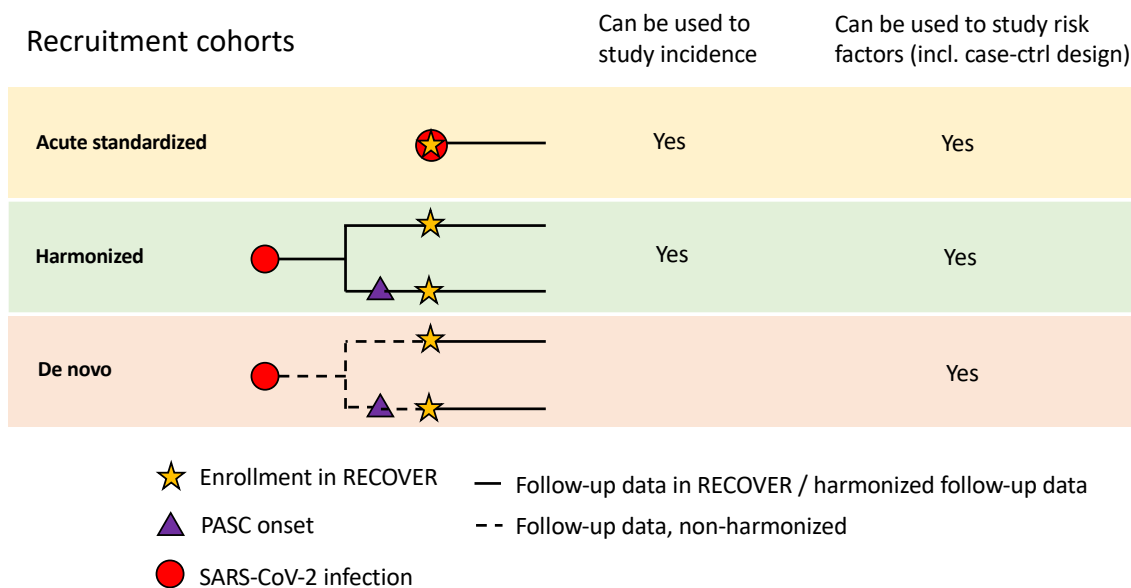 Recruitment cohorts
Can be used to
study incidence
Can be used to study risk
factors (incl. case-ctrl design)
Acute standardized
Yes
Yes
Harmonized
Yes
Yes
De novo
Yes
Enrollment in RECOVER
Follow-up data in RECOVER / harmonized follow-up data
PASC onset
Follow-up data, non-harmonized
SARS-CoV-2 infection